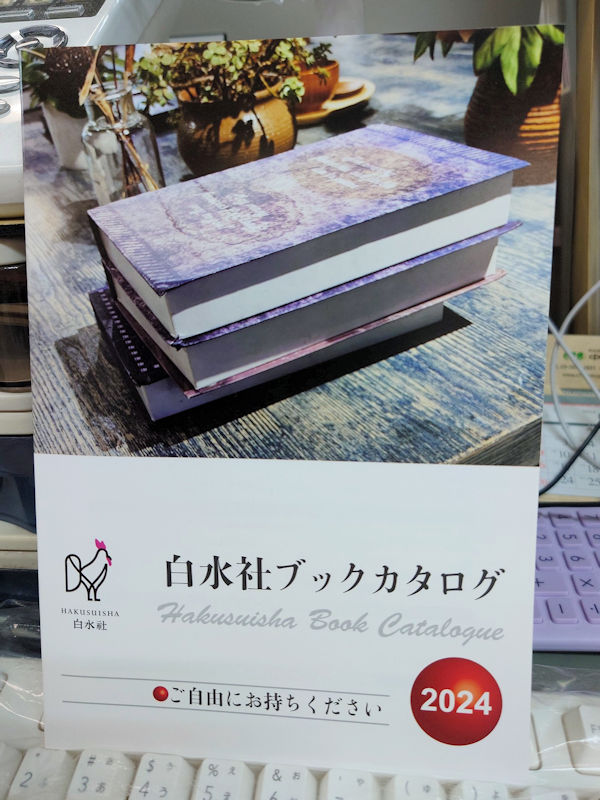 白水社ブックカタログ
Hakusuisha Book Catalogue
HAKUSUISHA
白水社
ご自由にお持ちください
2024